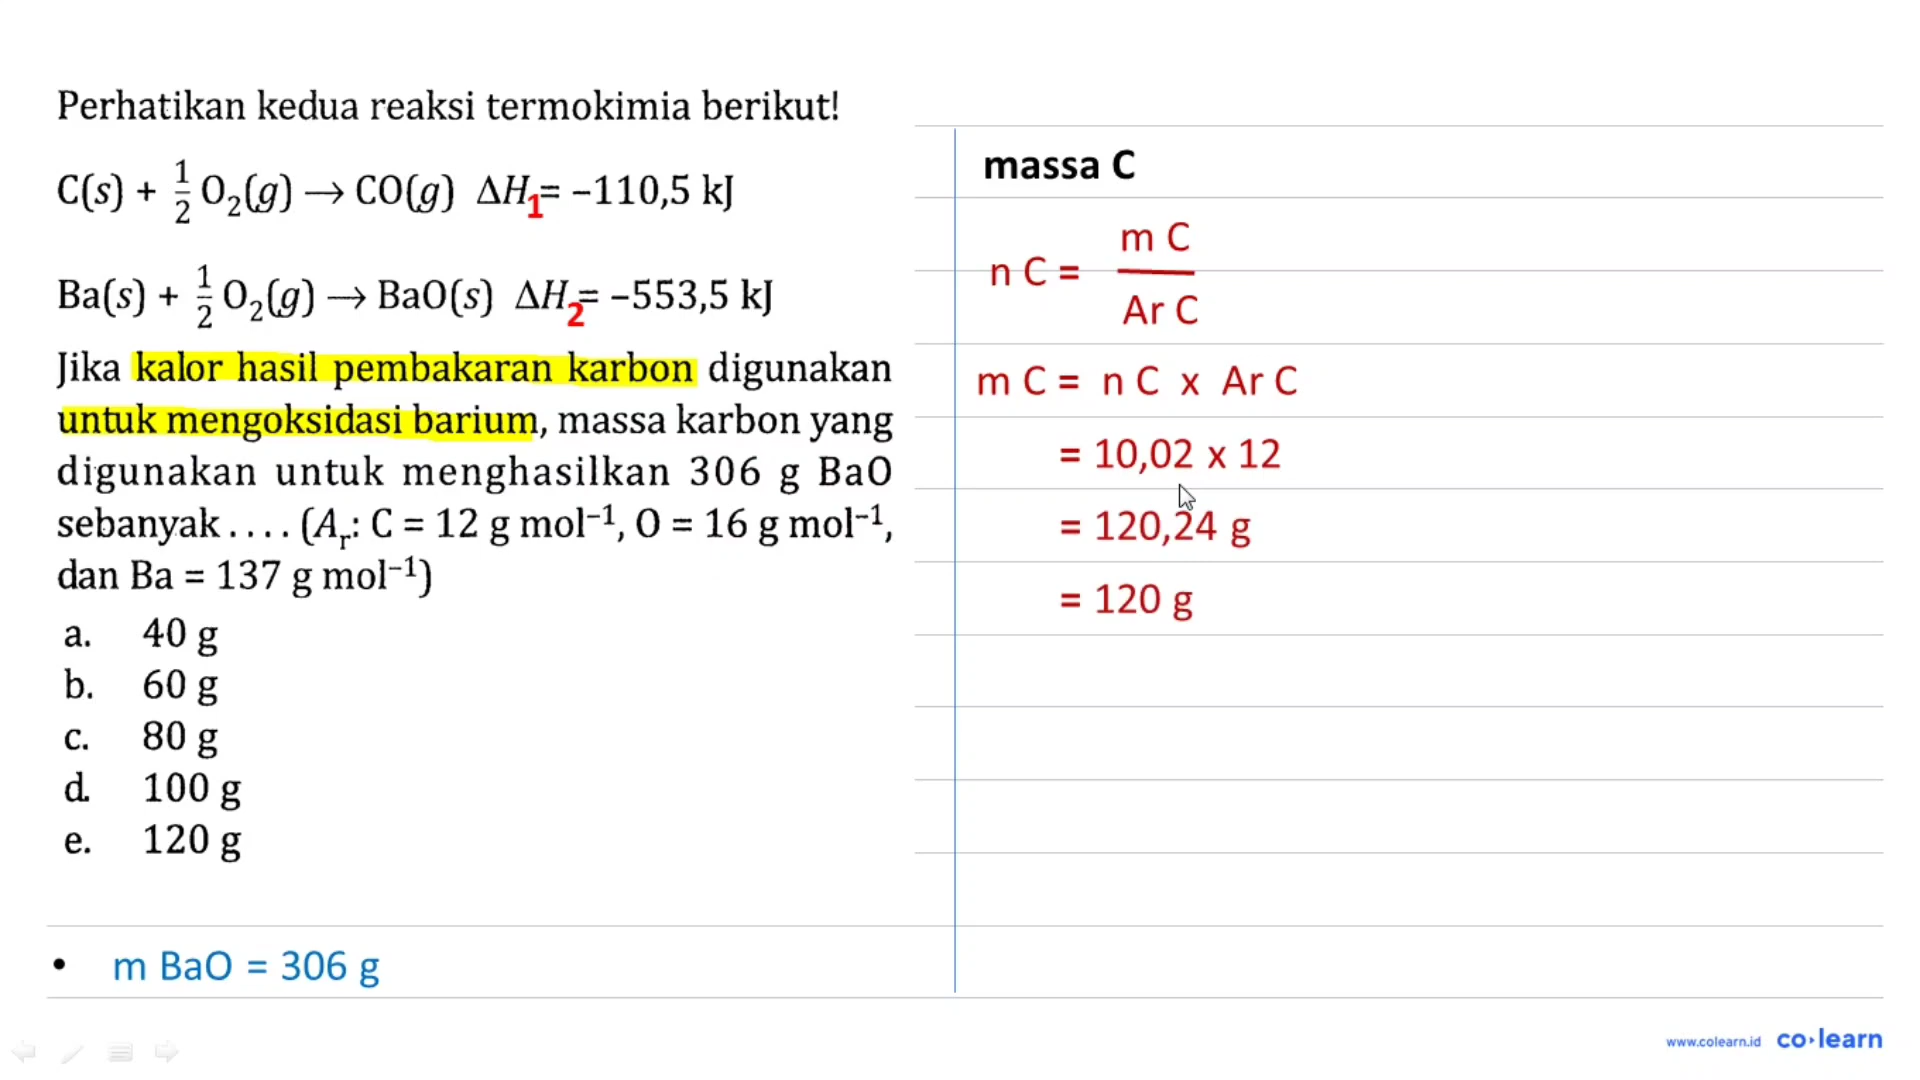 Perhatikan kedua reaksi termokimia berikut!
C(s) + 1/2 O₂(g) → CO(g) ΔH₁= –110,5 kJ
Ba(s) + 1/2 O₂(g) → BaO(s) ΔH₂= –553,5 kJ
Jika kalor hasil pembakaran karbon digunakan
untuk mengoksidasi barium, massa karbon yang
digunakan untuk menghasilkan 306 g BaO
sebanyak . . . . (Aᵣ: C = 12 g mol⁻¹, O = 16 g mol⁻¹,
dan Ba = 137 g mol⁻¹)
a. 40 g
b. 60 g
c. 80 g
d. 100 g
e. 120 g
• m BaO = 306 g
massa C
n C = m C / Ar C
m C = n C x Ar C
= 10,02 x 12
= 120,24 g
= 120 g
www.colearn.id co·learn